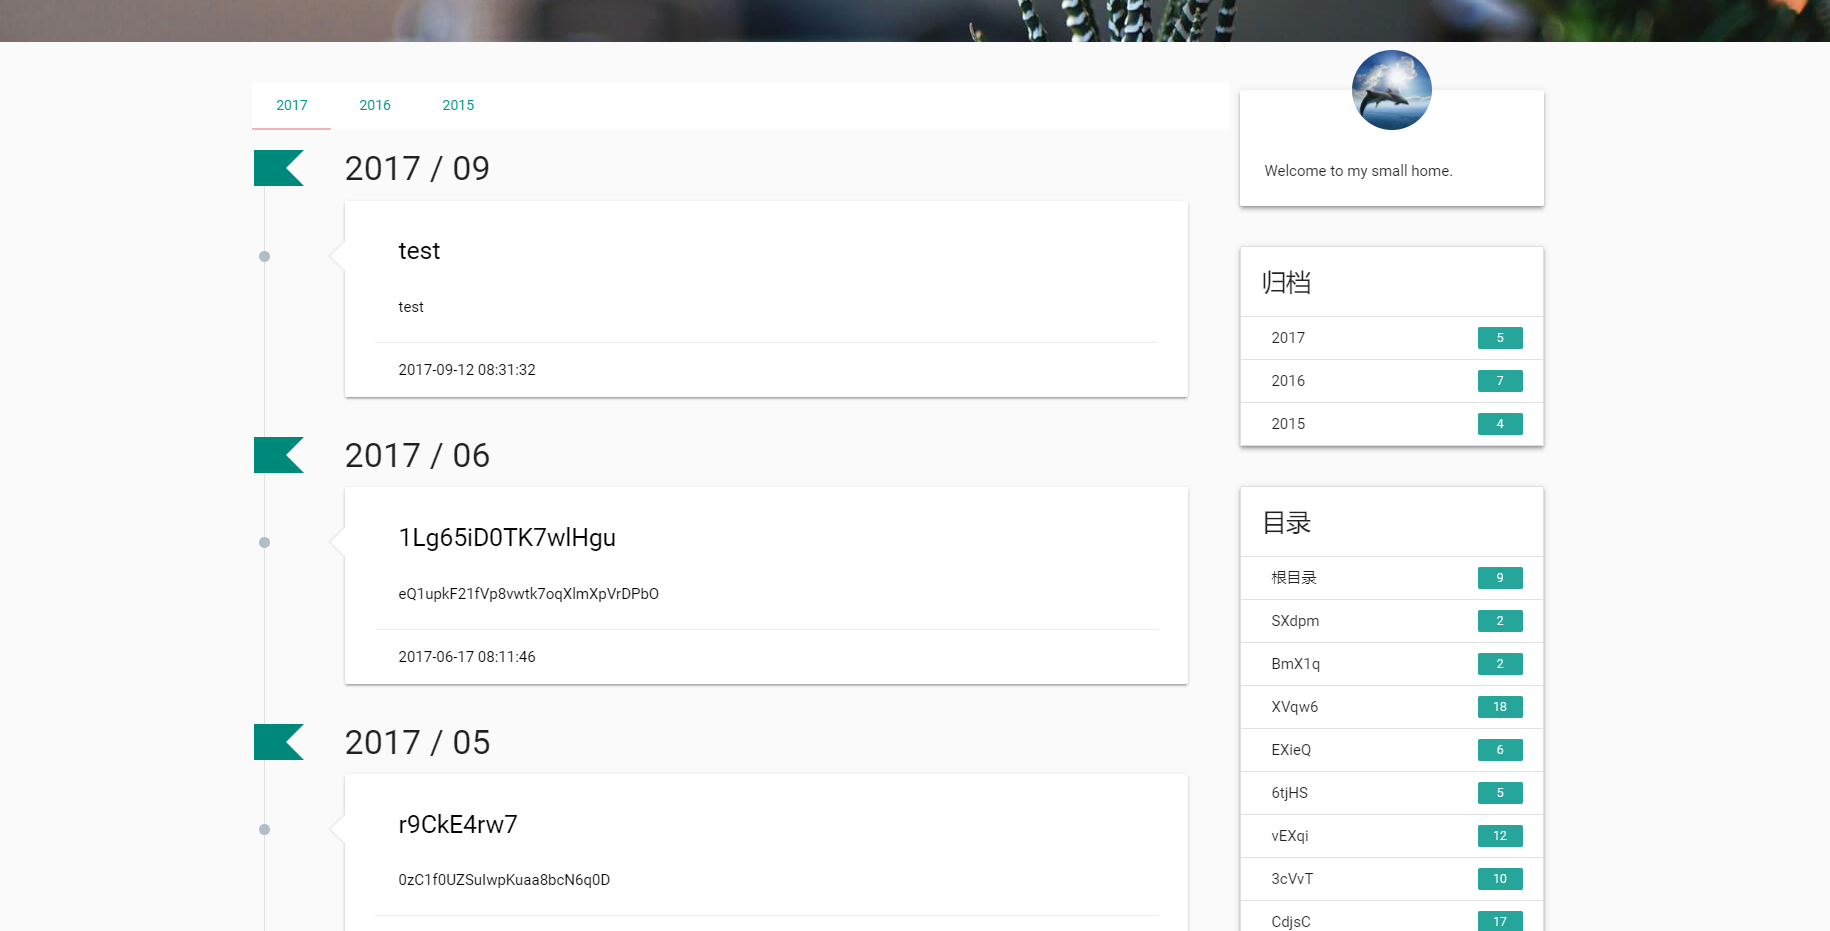 2017 2016 2015
2017 / 09
test
test
2017-09-12 08:31:32
2017 / 06
1Lg65iD0TK7wlHgu
eQ1upkF21fVp8vwtk7oqXlmXpVrDPbO
2017-06-17 08:11:46
2017 / 05
r9CkE4rw7
0zC1f0UZSulwpKuaa8bcN6q0D
Welcome to my small home.
归档
2017 5
2016 7
2015 4
目录
根目录 9
SXdpm 2
BmX1q 2
XVqw6 18
EXieQ 6
6tjHS 5
vEXqi 12
3cVvT 10
CdjsC 17